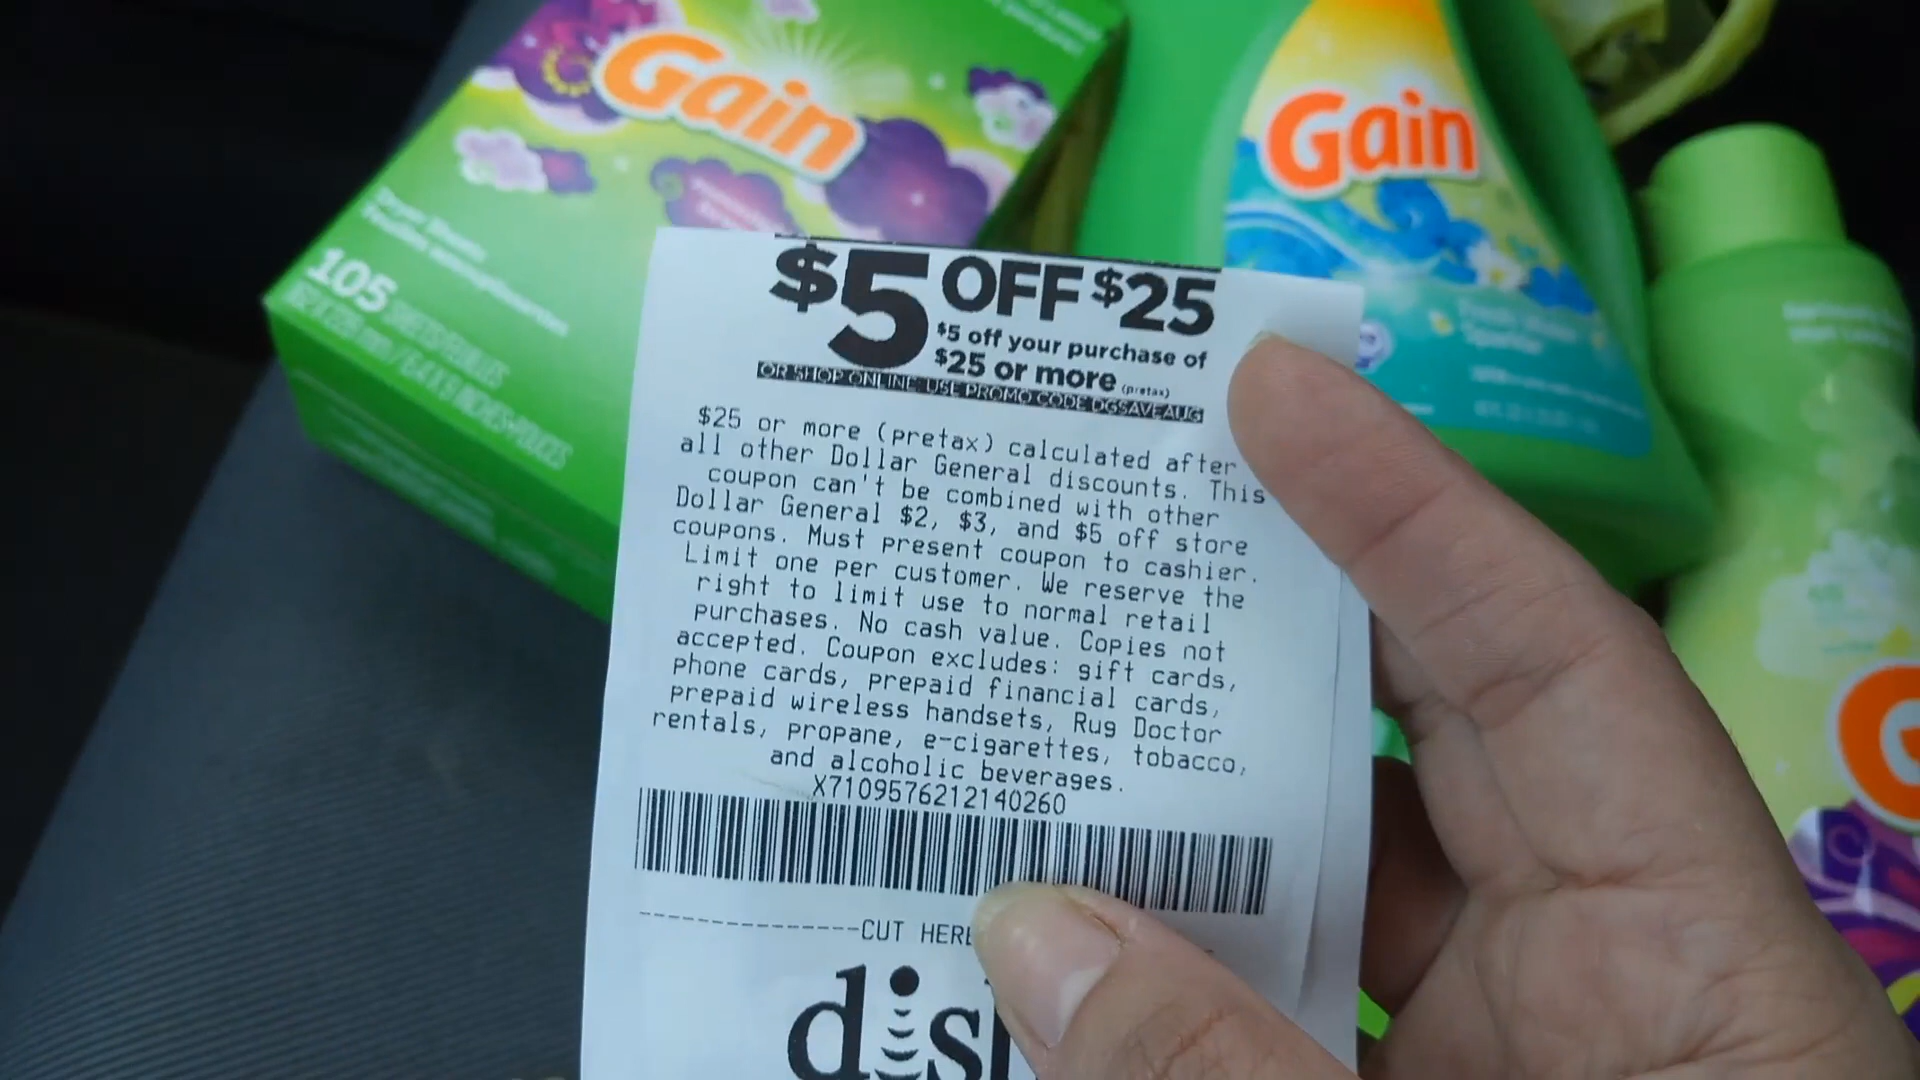 Gain
Gain
105
$5 OFF $25
$5 off your purchase of
$25 or more (pretax)
OR SHOP ONLINE: USE PROMO CODE DGSAVEAUG
$25 or more (pretax) calculated after
all other Dollar General discounts. This
coupon can't be combined with other
Dollar General $2, $3, and $5 off store
coupons. Must present coupon to cashier.
Limit one per customer. We reserve the
right to limit use to normal retail
purchases. No cash value. Copies not
accepted. Coupon excludes: gift cards,
phone cards, prepaid financial cards,
prepaid wireless handsets, Rug Doctor
rentals, propane, e-cigarettes, tobacco,
and alcoholic beverages.
X7109576212140260
CUT HERE
dish
G